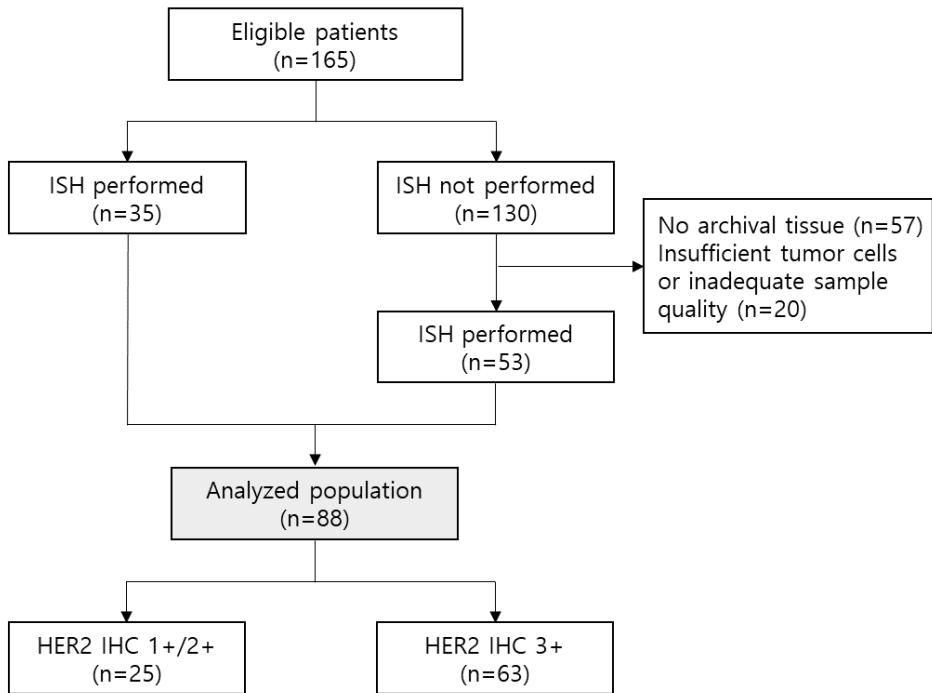 Eligible patients
(n=165)
ISH performed
(n=35)
ISH not performed
(n=130)
No archival tissue (n=57)
Insufficient tumor cells
or inadequate sample
quality (n=20)
ISH performed
(n=53)
Analyzed population
(n=88)
HER2 IHC 1+/2+
(n=25)
HER2 IHC 3+
(n=63)